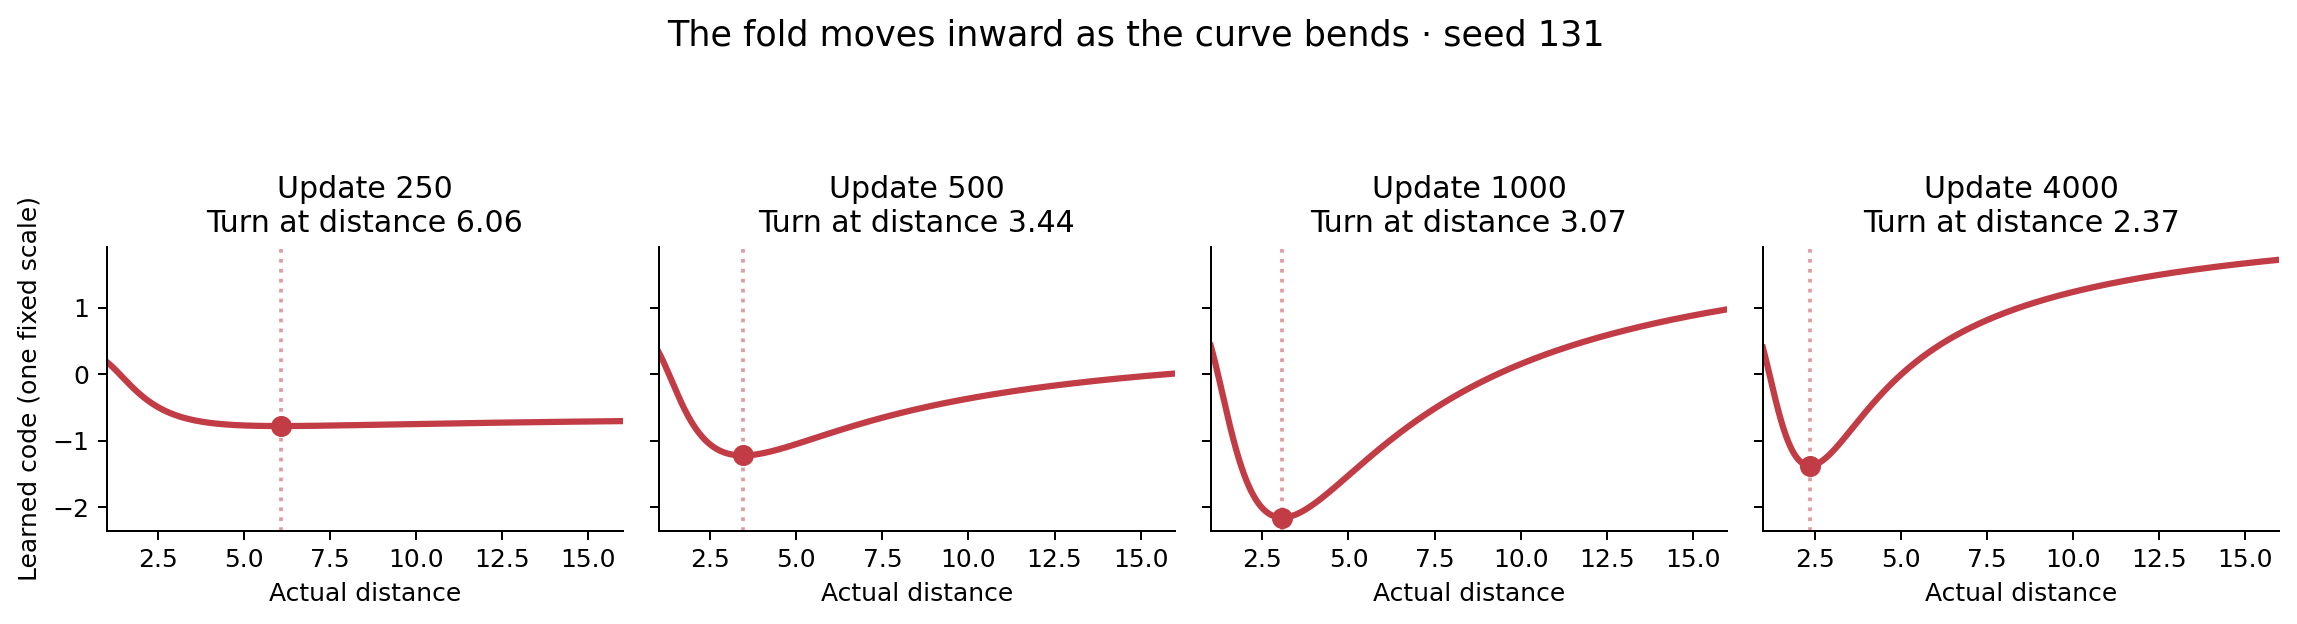 The fold moves inward as the curve bends · seed 131
Update 250
Turn at distance 6.06
Update 500
Turn at distance 3.44
Update 1000
Turn at distance 3.07
Update 4000
Turn at distance 2.37
Learned code (one fixed scale)
1
0
−1
−2
2.5 5.0 7.5 10.0 12.5 15.0
2.5 5.0 7.5 10.0 12.5 15.0
2.5 5.0 7.5 10.0 12.5 15.0
2.5 5.0 7.5 10.0 12.5 15.0
Actual distance
Actual distance
Actual distance
Actual distance